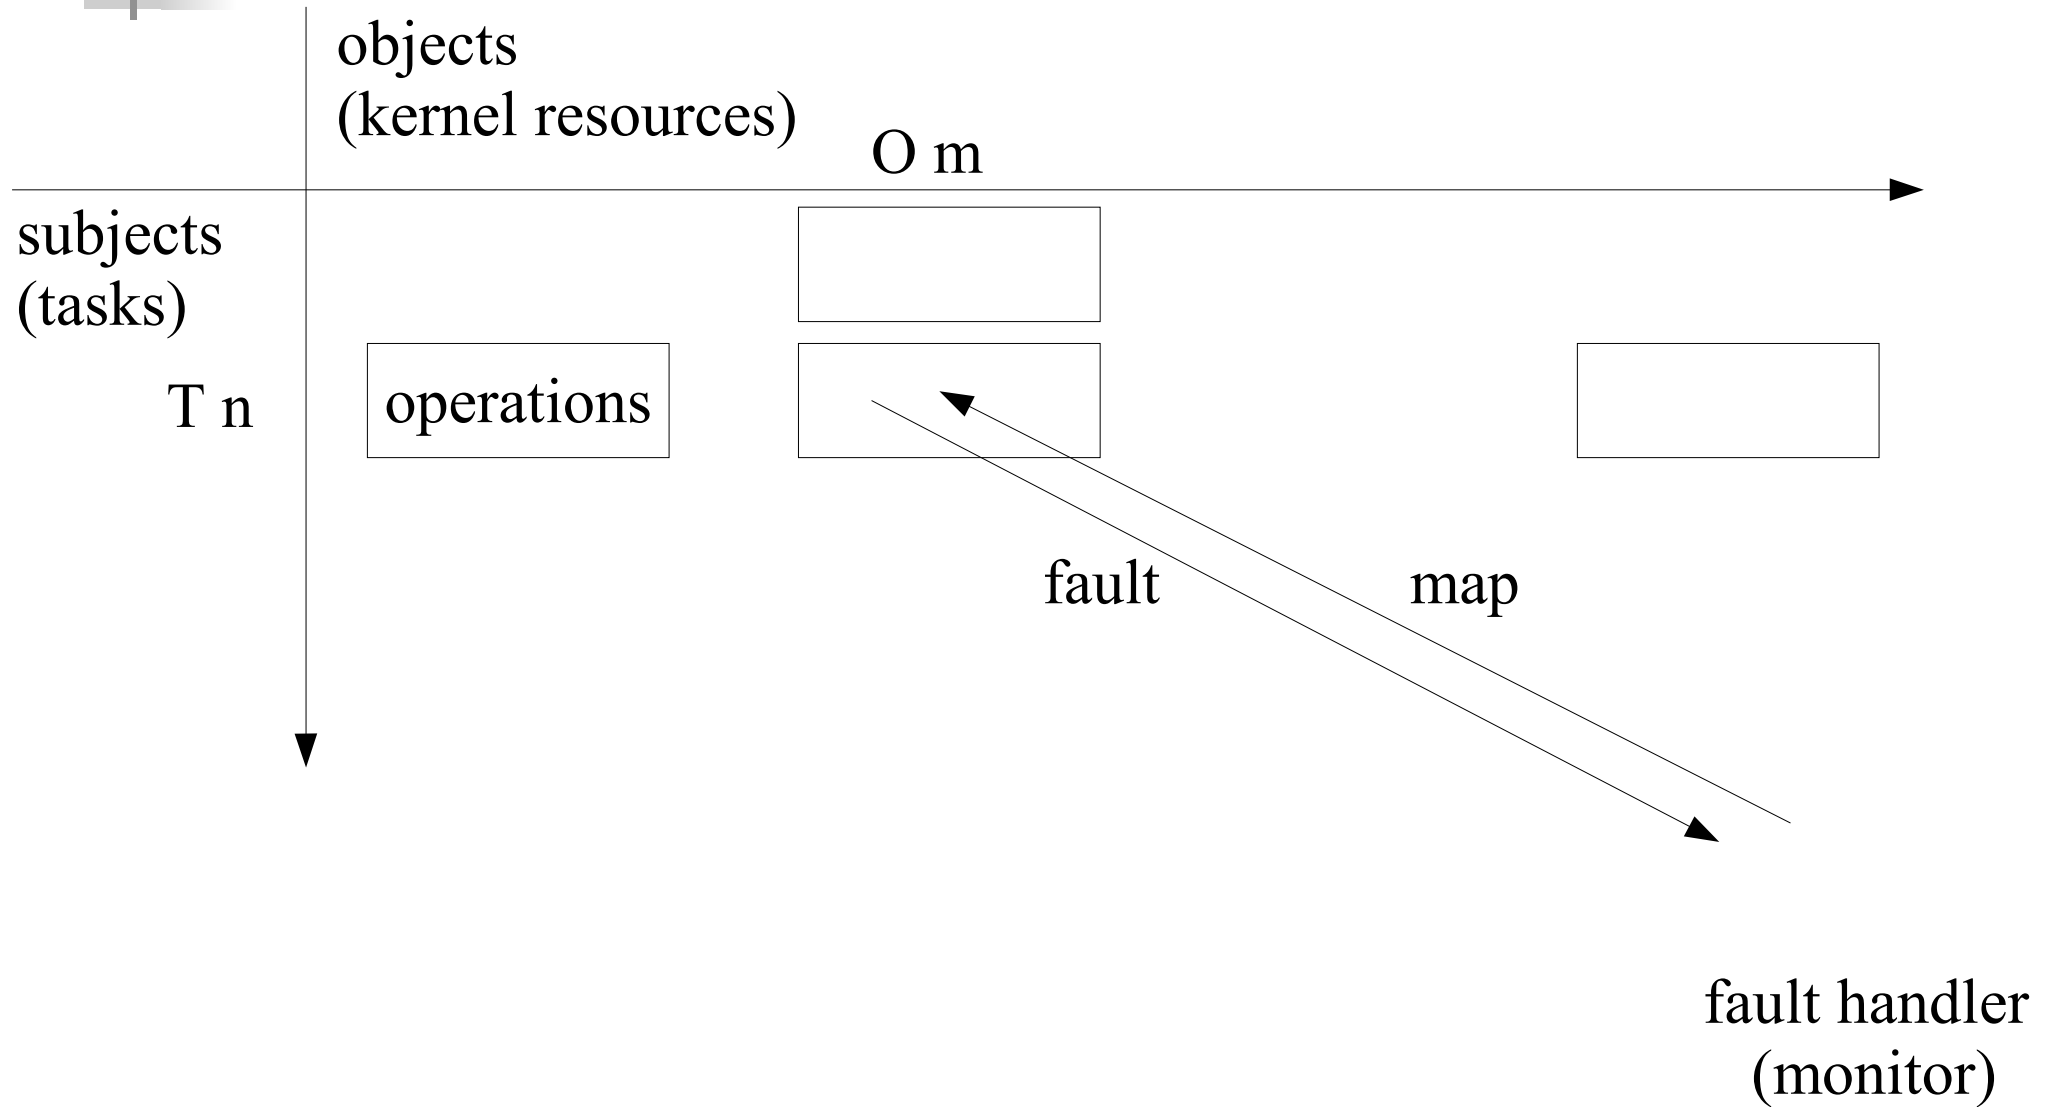 objects
(kernel resources)
O m
subjects
(tasks)
T n
operations
fault
map
fault handler
(monitor)